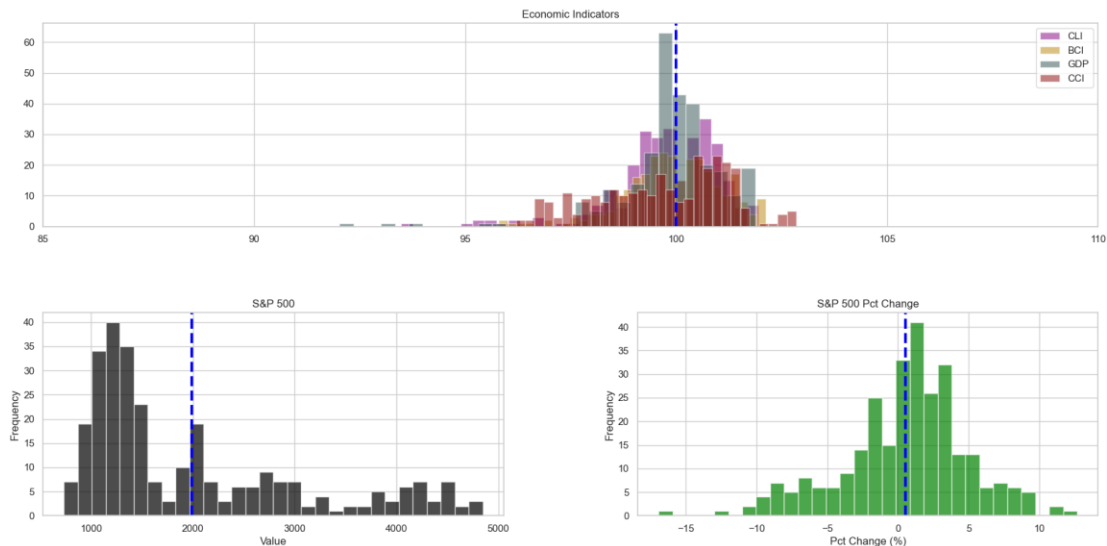 Economic Indicators
CLI
BCI
GDP
CCI
60
50
40
30
20
10
0
85 90 95 100 105 110
S&P 500
Frequency
40
35
30
25
20
15
10
5
0
1000 2000 3000 4000 5000
Value
S&P 500 Pct Change
Frequency
40
35
30
25
20
15
10
5
0
−15 −10 −5 0 5 10
Pct Change (%)